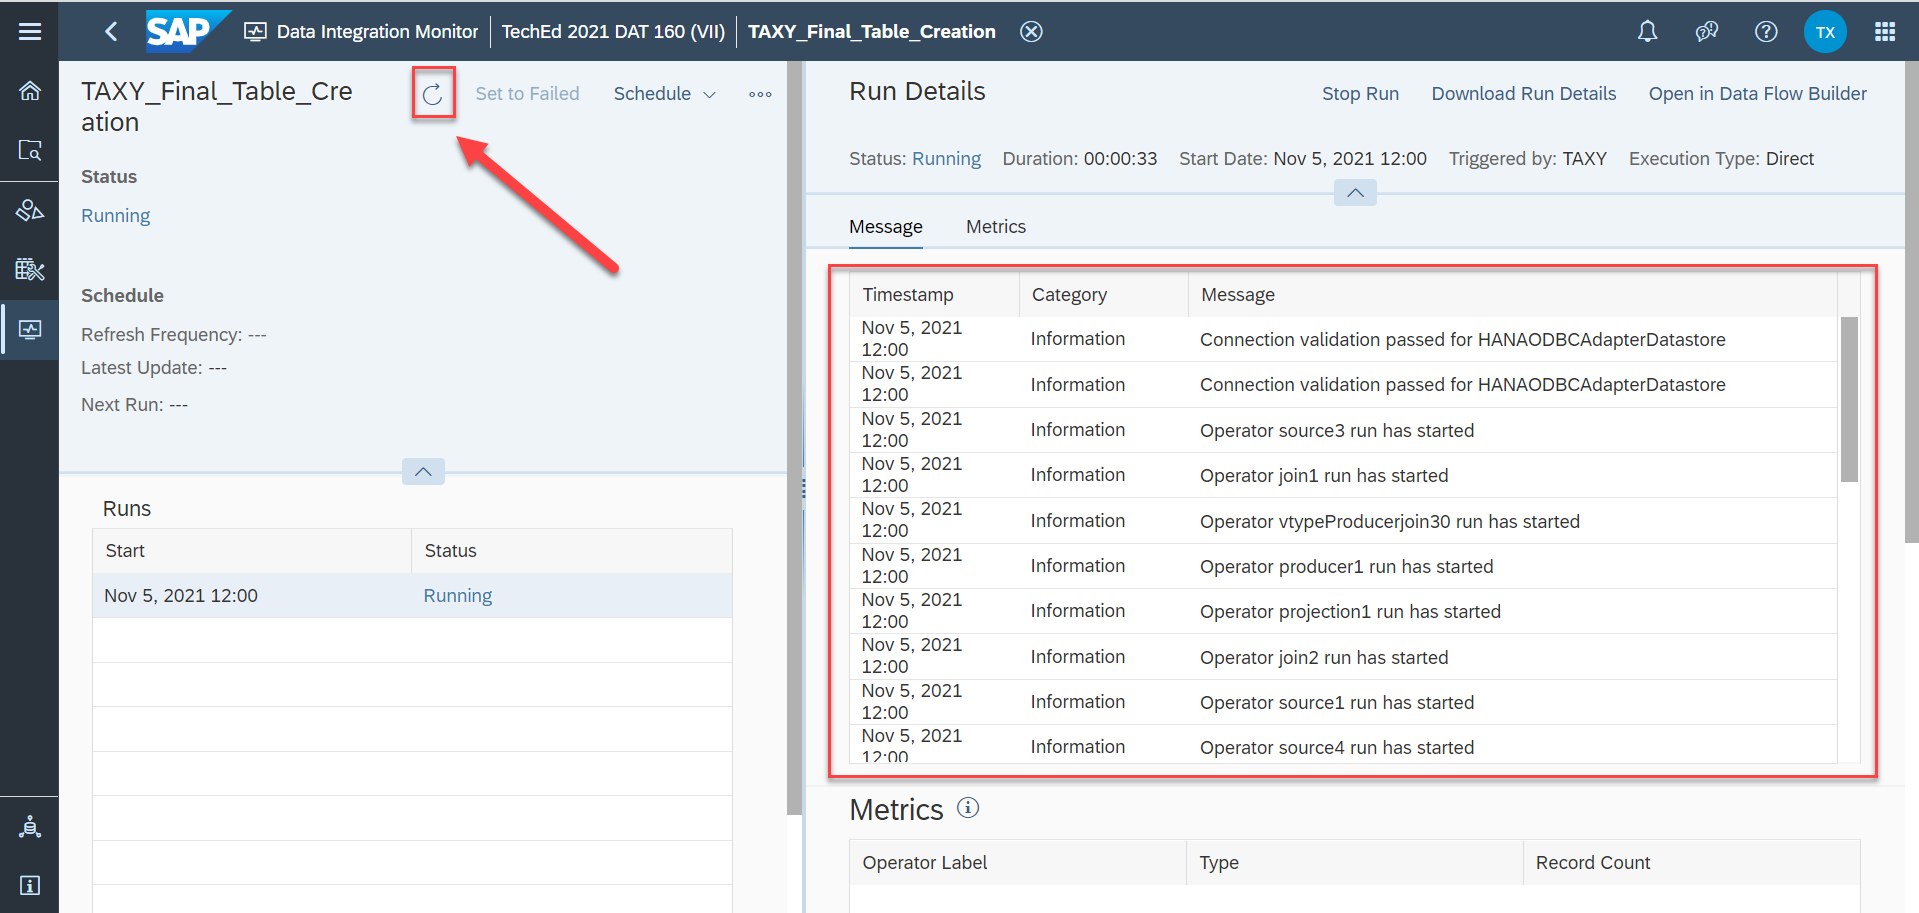 SAP Data Integration Monitor TechEd 2021 DAT 160 (VII) TAXY_Final_Table_Creation TX
TAXY_Final_Table_Cre
ation
Set to Failed Schedule
Status
Running
Schedule
Refresh Frequency: ---
Latest Update: ---
Next Run: ---
Runs
Start Status
Nov 5, 2021 12:00 Running
Run Details
Stop Run Download Run Details Open in Data Flow Builder
Status: Running Duration: 00:00:33 Start Date: Nov 5, 2021 12:00 Triggered by: TAXY Execution Type: Direct
Message Metrics
Timestamp Category Message
Nov 5, 2021
12:00 Information Connection validation passed for HANAODBCAdapterDatastore
Nov 5, 2021
12:00 Information Connection validation passed for HANAODBCAdapterDatastore
Nov 5, 2021
12:00 Information Operator source3 run has started
Nov 5, 2021
12:00 Information Operator join1 run has started
Nov 5, 2021
12:00 Information Operator vtypeProducerjoin30 run has started
Nov 5, 2021
12:00 Information Operator producer1 run has started
Nov 5, 2021
12:00 Information Operator projection1 run has started
Nov 5, 2021
12:00 Information Operator join2 run has started
Nov 5, 2021
12:00 Information Operator source1 run has started
Nov 5, 2021
12:00 Information Operator source4 run has started
Metrics
Operator Label Type Record Count